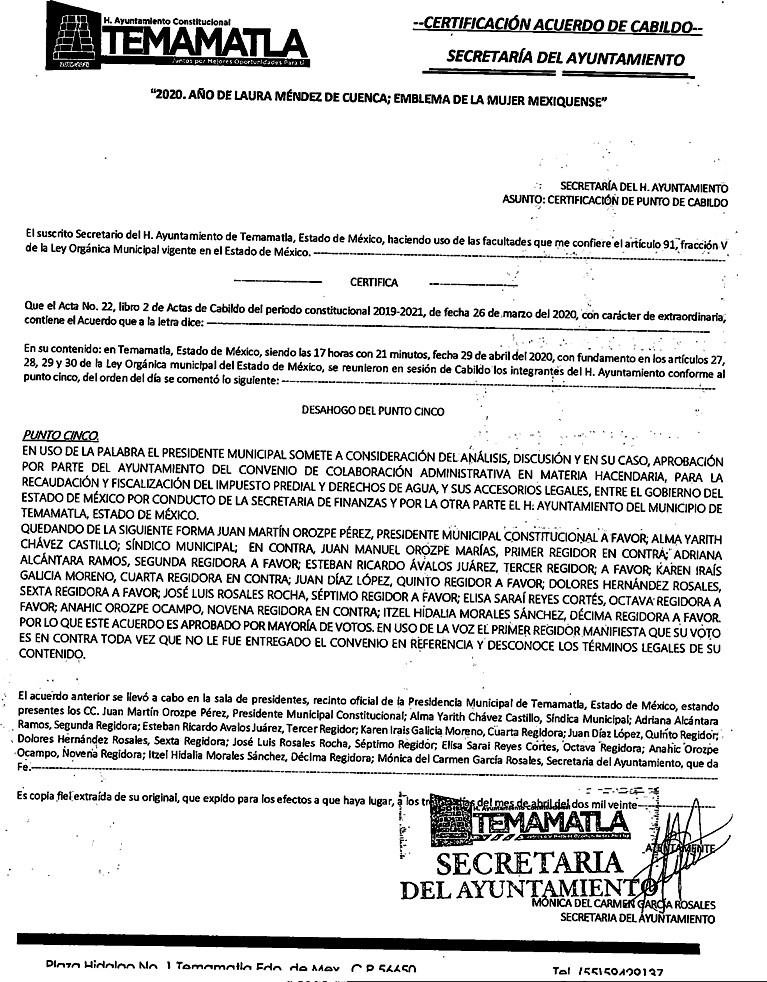 H. Ayuntamiento Constitucional
TEMAMATLA
Juntos por Mejores Oportunidades Para Ti
--CERTIFICACIÓN ACUERDO DE CABILDO--
SECRETARÍA DEL AYUNTAMIENTO
"2020. AÑO DE LAURA MÉNDEZ DE CUENCA; EMBLEMA DE LA MUJER MEXIQUENSE"
SECRETARÍA DEL H. AYUNTAMIENTO
ASUNTO: CERTIFICACIÓN DE PUNTO DE CABILDO
El suscrito Secretario del H. Ayuntamiento de Temamatla, Estado de México, haciendo uso de las facultades que me confiere el artículo 91, fracción V
de la Ley Orgánica Municipal vigente en el Estado de México.
CERTIFICA
Que el Acta No. 22, libro 2 de Actas de Cabildo del periodo constitucional 2019-2021, de fecha 26 de marzo del 2020, con carácter de extraordinaria,
contiene el Acuerdo que a la letra dice:
En su contenido: en Temamatla, Estado de México, siendo las 17 horas con 21 minutos, fecha 29 de abril del 2020, con fundamento en los artículos 27,
28, 29 y 30 de la Ley Orgánica municipal del Estado de México, se reunieron en sesión de Cabildo los integrantes del H. Ayuntamiento conforme al
punto cinco, del orden del día se comentó lo siguiente:
DESAHOGO DEL PUNTO CINCO
PUNTO CINCO.
EN USO DE LA PALABRA EL PRESIDENTE MUNICIPAL SOMETE A CONSIDERACIÓN DEL ANÁLISIS, DISCUSIÓN Y EN SU CASO, APROBACIÓN
POR PARTE DEL AYUNTAMIENTO DEL CONVENIO DE COLABORACIÓN ADMINISTRATIVA EN MATERIA HACENDARIA, PARA LA
RECAUDACIÓN Y FISCALIZACIÓN DEL IMPUESTO PREDIAL Y DERECHOS DE AGUA, Y SUS ACCESORIOS LEGALES, ENTRE EL GOBIERNO DEL
ESTADO DE MÉXICO POR CONDUCTO DE LA SECRETARIA DE FINANZAS Y POR LA OTRA PARTE EL H: AYUNTAMIENTO DEL MUNICIPIO DE
TEMAMATLA, ESTADO DE MÉXICO.
QUEDANDO DE LA SIGUIENTE FORMA JUAN MARTÍN OROZPE PÉREZ, PRESIDENTE MUNICIPAL CONSTITUCIONAL A FAVOR; ALMA YARITH
CHÁVEZ CASTILLO; SÍNDICO MUNICIPAL; EN CONTRA, JUAN MANUEL OROZPE MARÍAS, PRIMER REGIDOR EN CONTRA; ADRIANA
ALCÁNTARA RAMOS, SEGUNDA REGIDORA A FAVOR; ESTEBAN RICARDO ÁVALOS JUÁREZ, TERCER REGIDOR; A FAVOR; KAREN IRAÍS
GALICIA MORENO, CUARTA REGIDORA EN CONTRA; JUAN DÍAZ LÓPEZ, QUINTO REGIDOR A FAVOR; DOLORES HERNÁNDEZ ROSALES,
SEXTA REGIDORA A FAVOR; JOSÉ LUIS ROSALES ROCHA, SÉPTIMO REGIDOR A FAVOR; ELISA SARAÍ REYES CORTÉS, OCTAVA REGIDORA A
FAVOR; ANAHIC OROZPE OCAMPO, NOVENA REGIDORA EN CONTRA; ITZEL HIDALIA MORALES SÁNCHEZ, DÉCIMA REGIDORA A FAVOR.
POR LO QUE ESTE ACUERDO ES APROBADO POR MAYORÍA DE VOTOS. EN USO DE LA VOZ EL PRIMER REGIDOR MANIFIESTA QUE SU VOTO
ES EN CONTRA TODA VEZ QUE NO LE FUE ENTREGADO EL CONVENIO EN REFERENCIA Y DESCONOCE LOS TÉRMINOS LEGALES DE SU
CONTENIDO.
El acuerdo anterior se llevó a cabo en la sala de presidentes, recinto oficial de la Presidencia Municipal de Temamatla, Estado de México, estando
presentes los CC. Juan Martín Orozpe Pérez, Presidente Municipal Constitucional; Alma Yarith Chávez Castillo, Síndica Municipal; Adriana Alcántara
Ramos, Segunda Regidora; Esteban Ricardo Avalos Juárez, Tercer Regidor; Karen Irais Galicia Moreno, Cuarta Regidora; Juan Díaz López, Quinto Regidor;
Dolores Hernández Rosales, Sexta Regidora; José Luis Rosales Rocha, Séptimo Regidor; Elisa Sarai Reyes Cortes, Octava Regidora; Anahic Orozpe
Ocampo, Novena Regidora; Itzel Hidalia Morales Sánchez, Décima Regidora; Mónica del Carmen García Rosales, Secretaria del Ayuntamiento, que da
Fe.
Es copia fiel extraída de su original, que expido para los efectos a que haya lugar, a los días del mes de abril del dos mil veinte
H. Ayuntamiento Constitucional
TEMAMATLA
ATENTAMENTE
SECRETARIA
DEL AYUNTAMIENTO
MÓNICA DEL CARMEN GARCÍA ROSALES
SECRETARIA DEL AYUNTAMIENTO
Plaza Hidalgo No. 1 Temamatla Edo. de Mex. C.P. 56650
Tel.